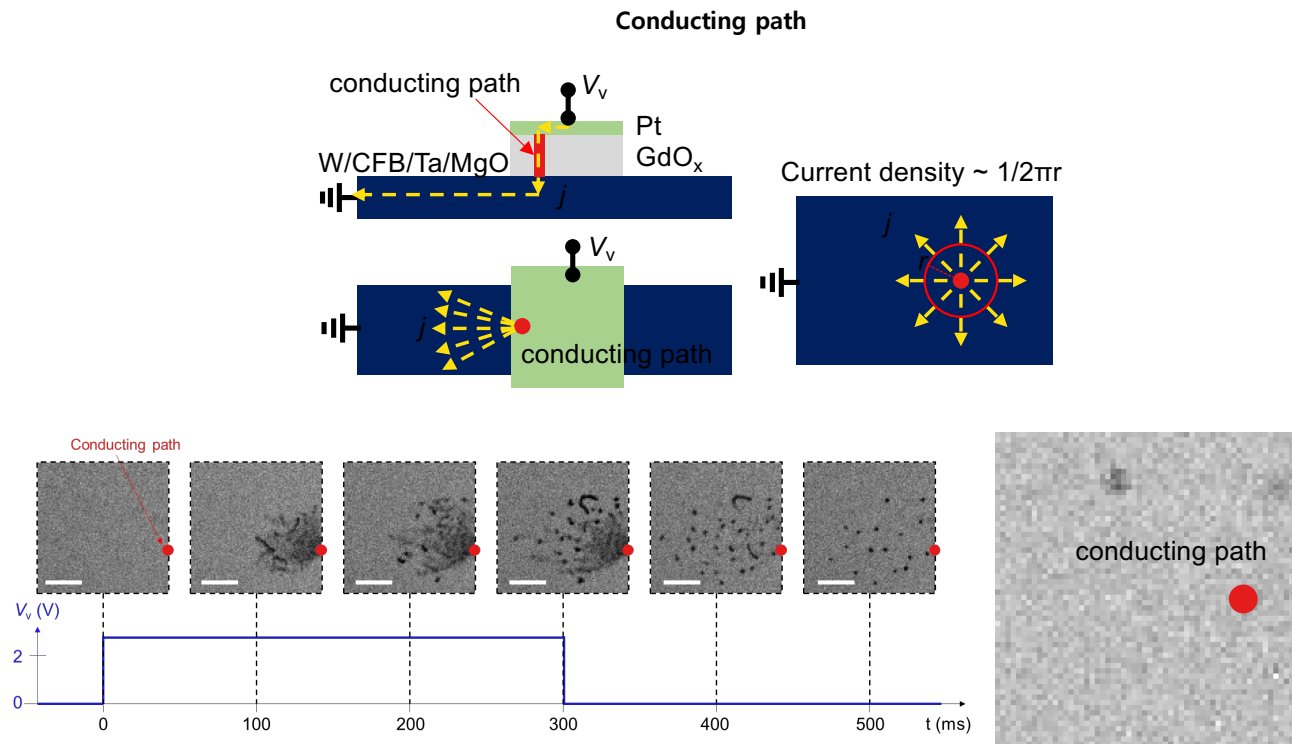 Conducting path
conducting path
Vᵥ
Pt
GdOₓ
W/CFB/Ta/MgO
j
Current density ~ 1/2πr
j
r
Vᵥ
j
conducting path
Conducting path
conducting path
Vᵥ (V)
2
0
0 100 200 300 400 500 t (ms)